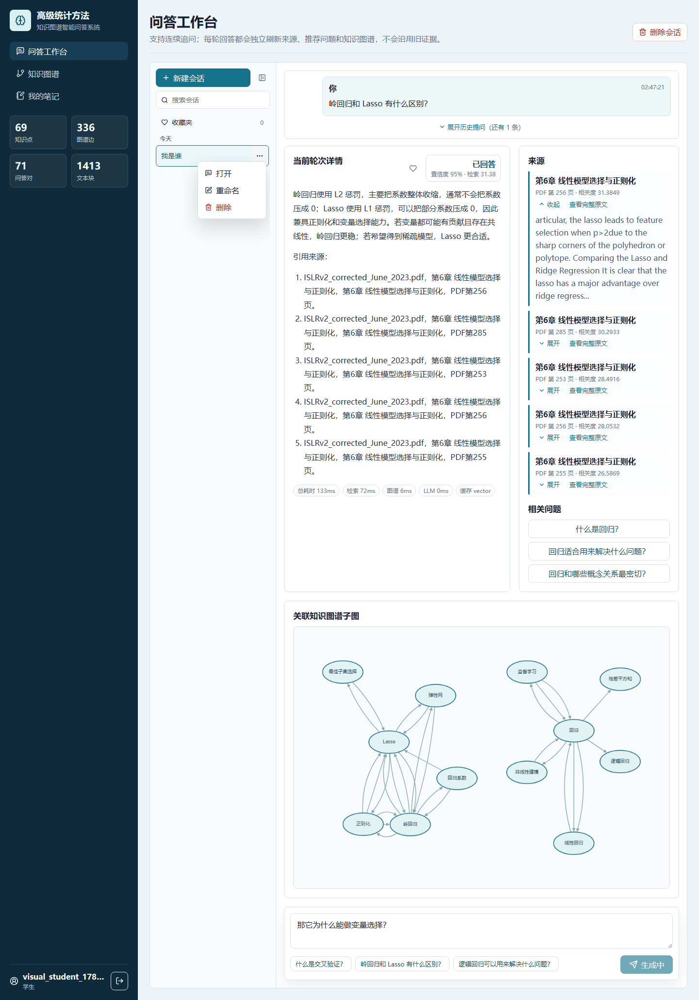 高级统计方法
知识图谱智能问答系统
问答工作台
知识图谱
我的笔记
69
知识点
336
图谱边
71
问答对
1413
文本块
visual_student_178...
学生
问答工作台
支持连续追问；每轮回答都会独立刷新来源、推荐问题和知识图谱，不会沿用旧证据。
删除会话
新建会话
搜索会话
收藏夹 0
今天
我是谁
打开
重命名
删除
你 02:47:21
岭回归和 Lasso 有什么区别？
展开历史提问（还有 1 条）
当前轮次详情
已回答
置信度 95% · 检索 31.38
岭回归使用 L2 惩罚，主要把系数整体收缩，通常不会把系数
压成 0；Lasso 使用 L1 惩罚，可以把部分系数压成 0，因此
兼具正则化和变量选择能力。若变量都可能有贡献且存在共
线性，岭回归更稳；若希望得到稀疏模型，Lasso 更合适。
引用来源：
1. ISLRv2_corrected_June_2023.pdf，第6章 线性模型选择
与正则化，第6章 线性模型选择与正则化，PDF第256
页。
2. ISLRv2_corrected_June_2023.pdf，第6章 线性模型选择
与正则化，第6章 线性模型选择与正则化，PDF第285
页。
3. ISLRv2_corrected_June_2023.pdf，第6章 线性模型选择
与正则化，第6章 线性模型选择与正则化，PDF第253
页。
4. ISLRv2_corrected_June_2023.pdf，第6章 线性模型选择
与正则化，第6章 线性模型选择与正则化，PDF第256
页。
5. ISLRv2_corrected_June_2023.pdf，第6章 线性模型选择
与正则化，第6章 线性模型选择与正则化，PDF第255
页。
总耗时 133ms 检索 72ms 图谱 6ms LLM 0ms 缓存 vector
来源
第6章 线性模型选择与正则化
PDF 第 256 页 · 相关度 31.3849
收起 查看完整原文
articular, the lasso leads to feature
selection when p>2due to the
sharp corners of the polyhedron or
polytope. Comparing the Lasso and
Ridge Regression It is clear that the
lasso has a major advantage over
ridge regress...
第6章 线性模型选择与正则化
PDF 第 285 页 · 相关度 30.2933
展开 查看完整原文
第6章 线性模型选择与正则化
PDF 第 253 页 · 相关度 28.4916
展开 查看完整原文
第6章 线性模型选择与正则化
PDF 第 256 页 · 相关度 28.0532
展开 查看完整原文
第6章 线性模型选择与正则化
PDF 第 255 页 · 相关度 26.5869
展开 查看完整原文
相关问题
什么是回归？
回归适合用来解决什么问题？
回归和哪些概念关系最密切？
关联知识图谱子图
最佳子集选择
弹性网
Lasso
回归系数
正则化
岭回归
监督学习
残差平方和
回归
逻辑回归
非线性建模
线性回归
那它为什么能做变量选择？
什么是交叉验证？ 岭回归和 Lasso 有什么区别？ 逻辑回归可以用来解决什么问题？
生成中